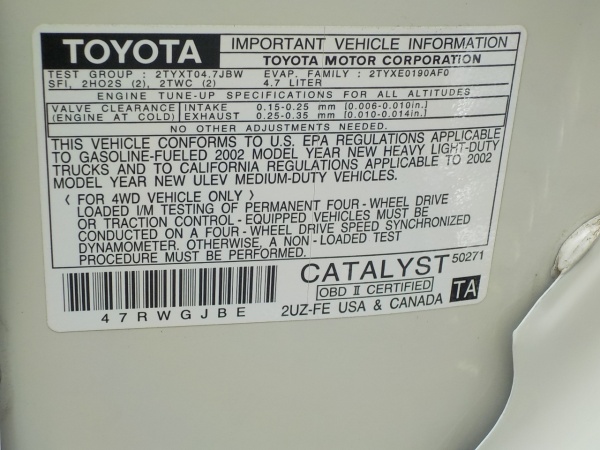 TOYOTA IMPORTANT VEHICLE INFORMATION
TOYOTA MOTOR CORPORATION
TEST GROUP : 2TYXT04.7JBW EVAP. FAMILY : 2TYXE0190AF0
SFI, 2HO2S (2), 2TWC (2) 4.7 LITER
ENGINE TUNE-UP SPECIFICATIONS FOR ALL ALTITUDES
VALVE CLEARANCE INTAKE 0.15-0.25 mm [0.006-0.010in.]
(ENGINE AT COLD) EXHAUST 0.25-0.35 mm [0.010-0.014in.]
NO OTHER ADJUSTMENTS NEEDED.
THIS VEHICLE CONFORMS TO U.S. EPA REGULATIONS APPLICABLE
TO GASOLINE-FUELED 2002 MODEL YEAR NEW HEAVY LIGHT-DUTY
TRUCKS AND TO CALIFORNIA REGULATIONS APPLICABLE TO 2002
MODEL YEAR NEW ULEV MEDIUM-DUTY VEHICLES.
< FOR 4WD VEHICLE ONLY >
LOADED I/M TESTING OF PERMANENT FOUR-WHEEL DRIVE
OR TRACTION CONTROL-EQUIPPED VEHICLES MUST BE
CONDUCTED ON A FOUR-WHEEL DRIVE SPEED SYNCHRONIZED
DYNAMOMETER. OTHERWISE, A NON-LOADED TEST
PROCEDURE MUST BE PERFORMED.
CATALYST 50271
OBD II CERTIFIED TA
47RWGJBE 2UZ-FE USA & CANADA